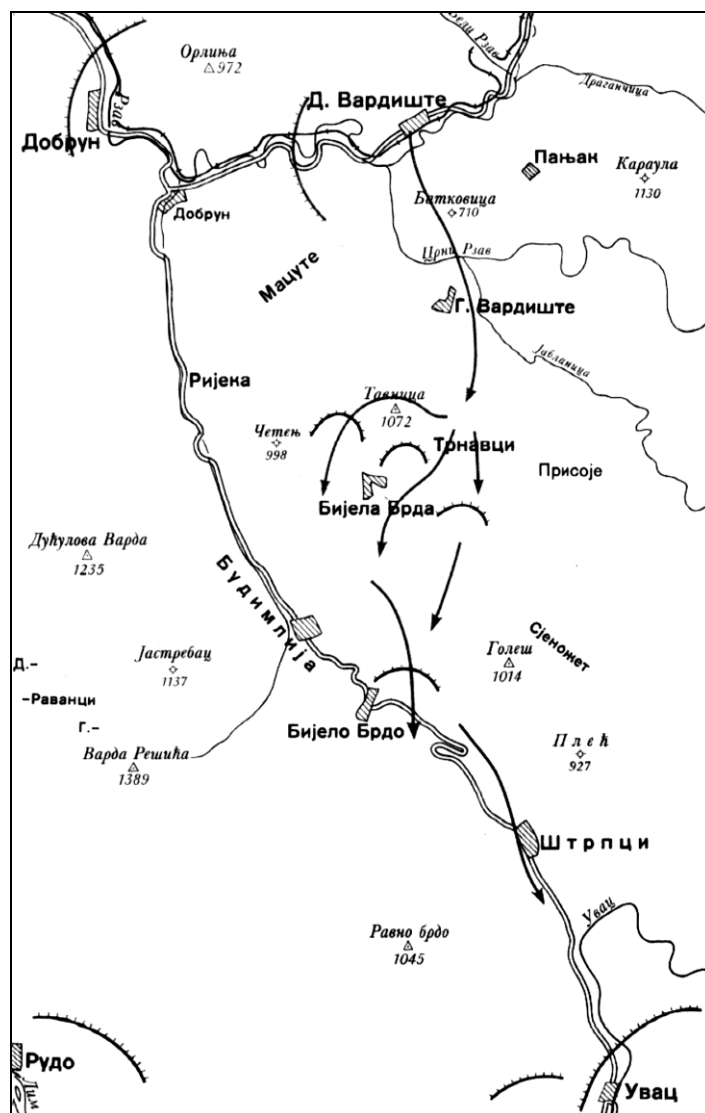 Бели Рзав
Орлиња
972
Драганчица
Рзав
Д. Вардиште
Добрун
Пањак
Караула
1130
Батковица
710
Добрун
Црни Рзав
Мацуте
Г. Вардиште
Јабланица
Ријека
Тавница
1072
Четењ
998
Трнавци
Присоје
Бијела Брда
Дућулова Варда
1235
Будимлија
Сјеножет
Голеш
1014
Јастребац
1137
Д.-
-Раванци
Г.-
Бијело Брдо
Варда Решића
1389
Плећ
927
Штрпци
Увац
Равно брдо
1045
Рудо
Лим
Увац